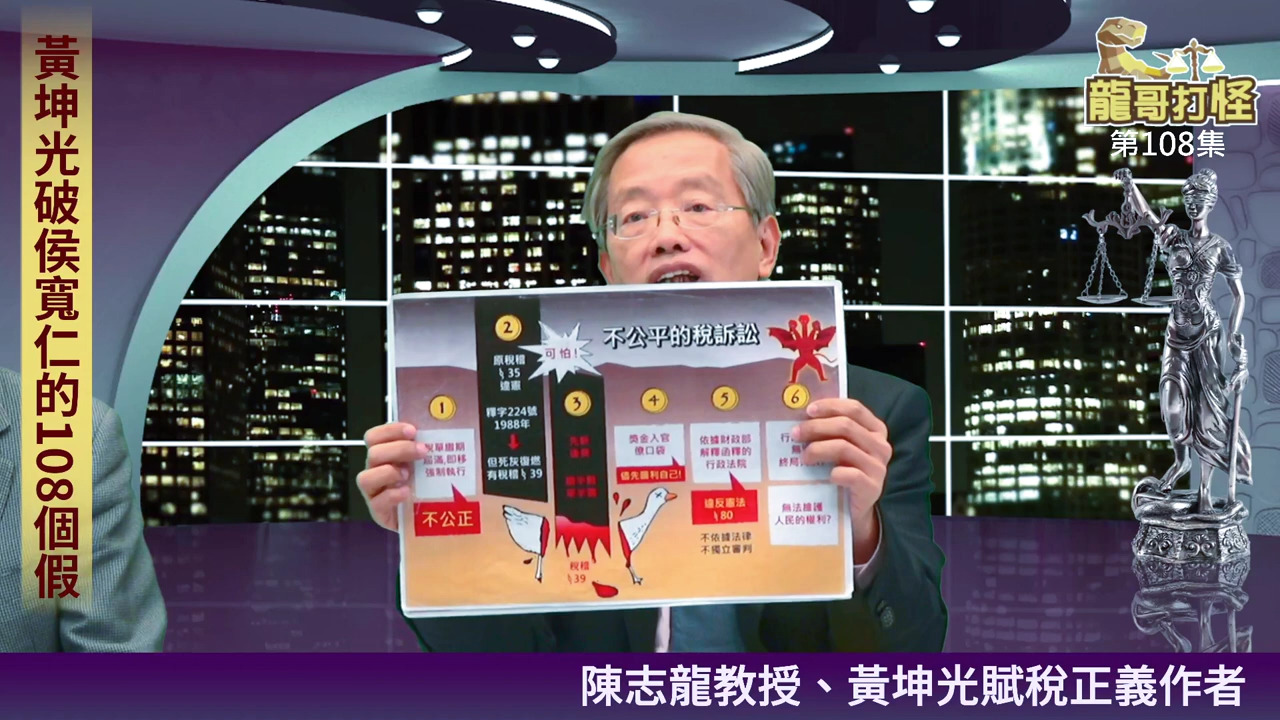 黃坤光破侯寬仁的108個假
龍哥打怪
第108集
不公平的稅訴訟
可怕!
1
不公正
2
原稅稽
§35
違憲
釋字224號
1988年
但死灰復燃
有稅稽§39
3
稅稽
§39
4
獎金入官
僚口袋
值先圖利自己!
5
依據財政部
解釋函釋的
行政法院
違反憲法
§80
不依據法律
不獨立審判
6
無法維護
人民的權利?
陳志龍教授、黃坤光賦稅正義作者